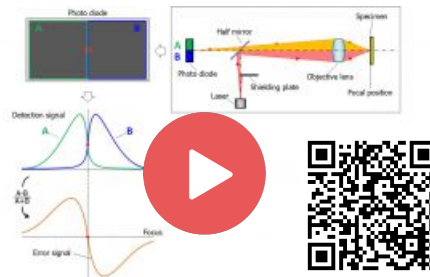 Photo diode
A
B
Specimen
Half mirror
A
B
Photo diode
Shielding plate
Objective lens
Laser
Focal position
Detection signal
A
B
A-B
A+B
Focus
Error signal